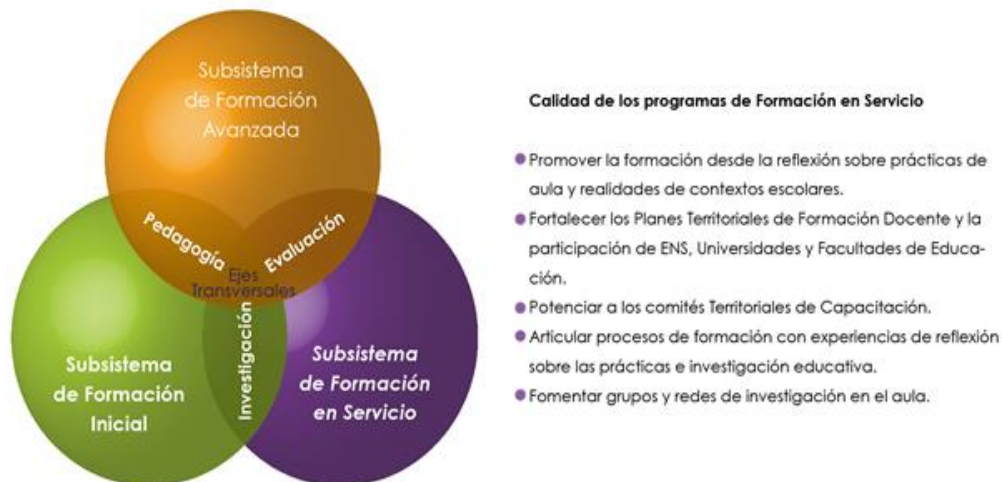 Subsistema
de Formación
Avanzada
Pedagogía
Evaluación
Ejes
Transversales
Investigación
Subsistema
de Formación
Inicial
Subsistema
de Formación
en Servicio
Calidad de los programas de Formación en Servicio
Promover la formación desde la reflexión sobre prácticas de
aula y realidades de contextos escolares.
Fortalecer los Planes Territoriales de Formación Docente y la
participación de ENS, Universidades y Facultades de Educa-
ción.
Potenciar a los comités Territoriales de Capacitación.
Articular procesos de formación con experiencias de reflexión
sobre las prácticas e investigación educativa.
Fomentar grupos y redes de investigación en el aula.